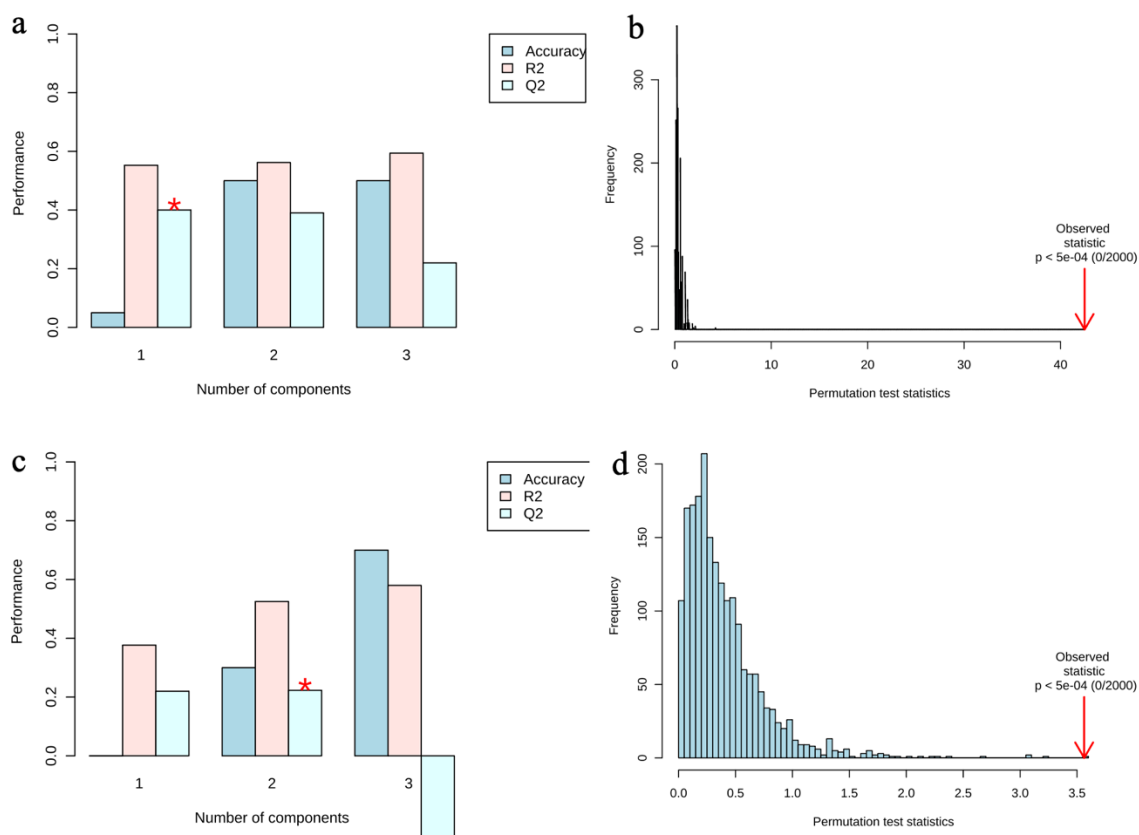 a
Performance
1.0
0.8
0.6
0.4
0.2
0.0
*
1 2 3
Number of components
Accuracy
R2
Q2
b
Frequency
300
200
100
0
Observed
statistic
p < 5e-04 (0/2000)
0 10 20 30 40
Permutation test statistics
c
Performance
1.0
0.8
0.6
0.4
0.2
0.0
*
1 2 3
Number of components
Accuracy
R2
Q2
d
Frequency
200
150
100
50
0
Observed
statistic
p < 5e-04 (0/2000)
0.0 0.5 1.0 1.5 2.0 2.5 3.0 3.5
Permutation test statistics